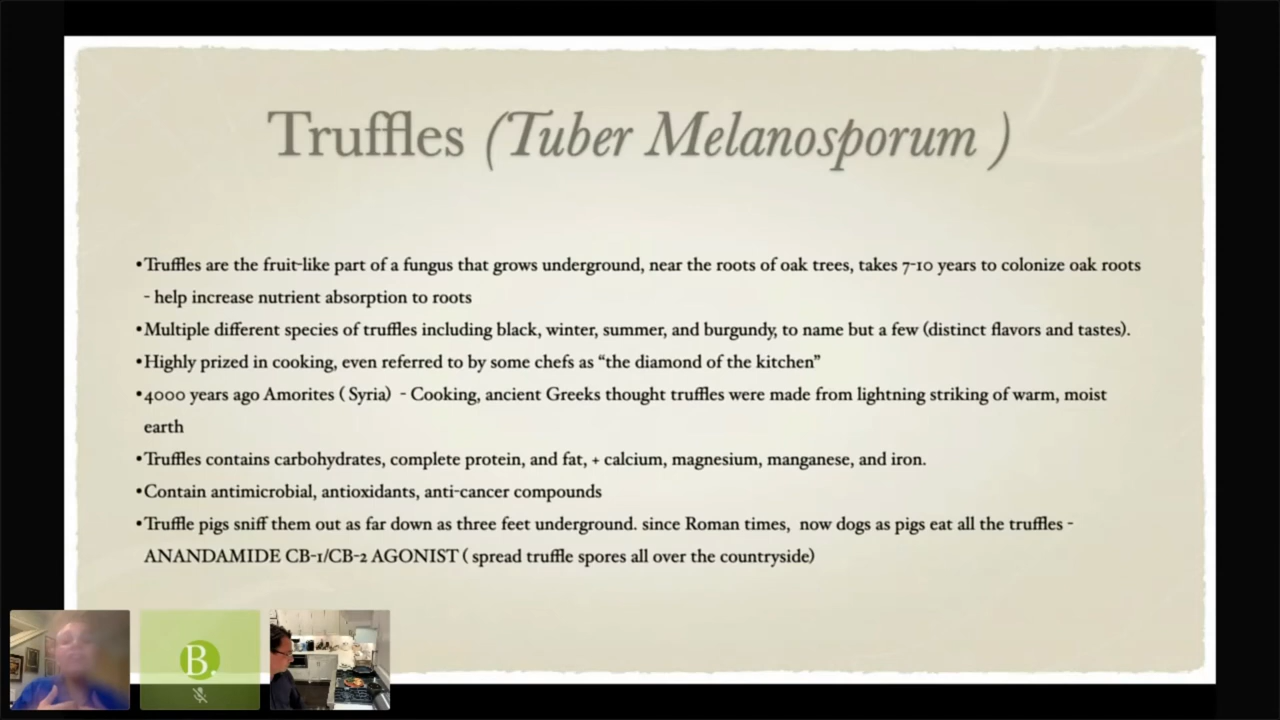 Truffles (Tuber Melanosporum )
•Truffles are the fruit-like part of a fungus that grows underground, near the roots of oak trees, takes 7-10 years to colonize oak roots
- help increase nutrient absorption to roots
•Multiple different species of truffles including black, winter, summer, and burgundy, to name but a few (distinct flavors and tastes).
•Highly prized in cooking, even referred to by some chefs as “the diamond of the kitchen”
•4000 years ago Amorites ( Syria) - Cooking, ancient Greeks thought truffles were made from lightning striking of warm, moist
earth
•Truffles contains carbohydrates, complete protein, and fat, + calcium, magnesium, manganese, and iron.
•Contain antimicrobial, antioxidants, anti-cancer compounds
•Truffle pigs sniff them out as far down as three feet underground. since Roman times, now dogs as pigs eat all the truffles -
ANANDAMIDE CB-1/CB-2 AGONIST ( spread truffle spores all over the countryside)
B.